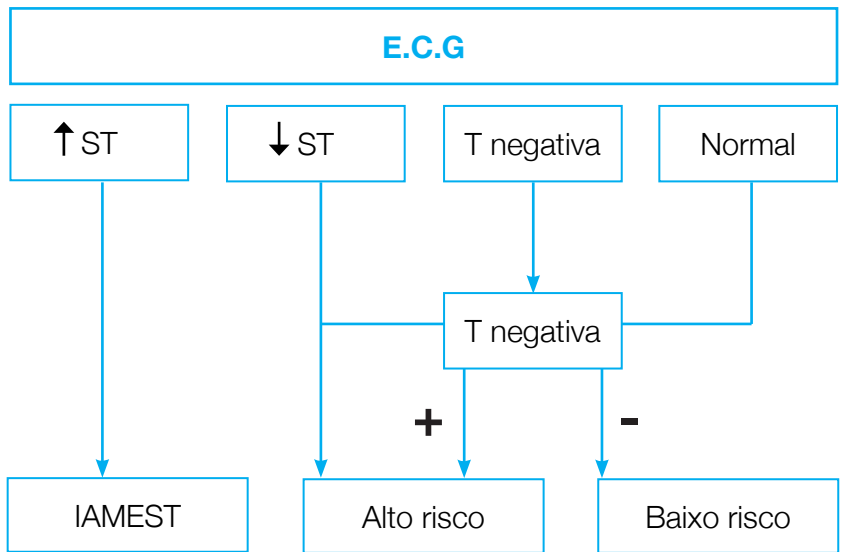 E.C.G
↑ ST
↓ ST
T negativa
Normal
T negativa
+
-
IAMEST
Alto risco
Baixo risco